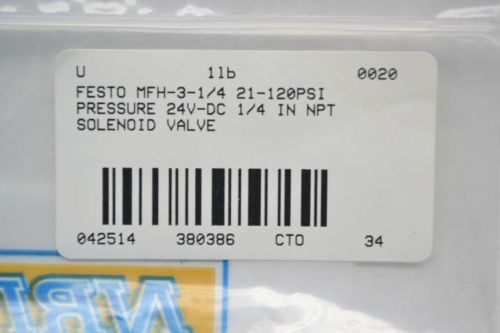 U 1lb 0020
FESTO MFH-3-1/4 21-120PSI
PRESSURE 24V-DC 1/4 IN NPT
SOLENOID VALVE
042514 380386 CTO 34